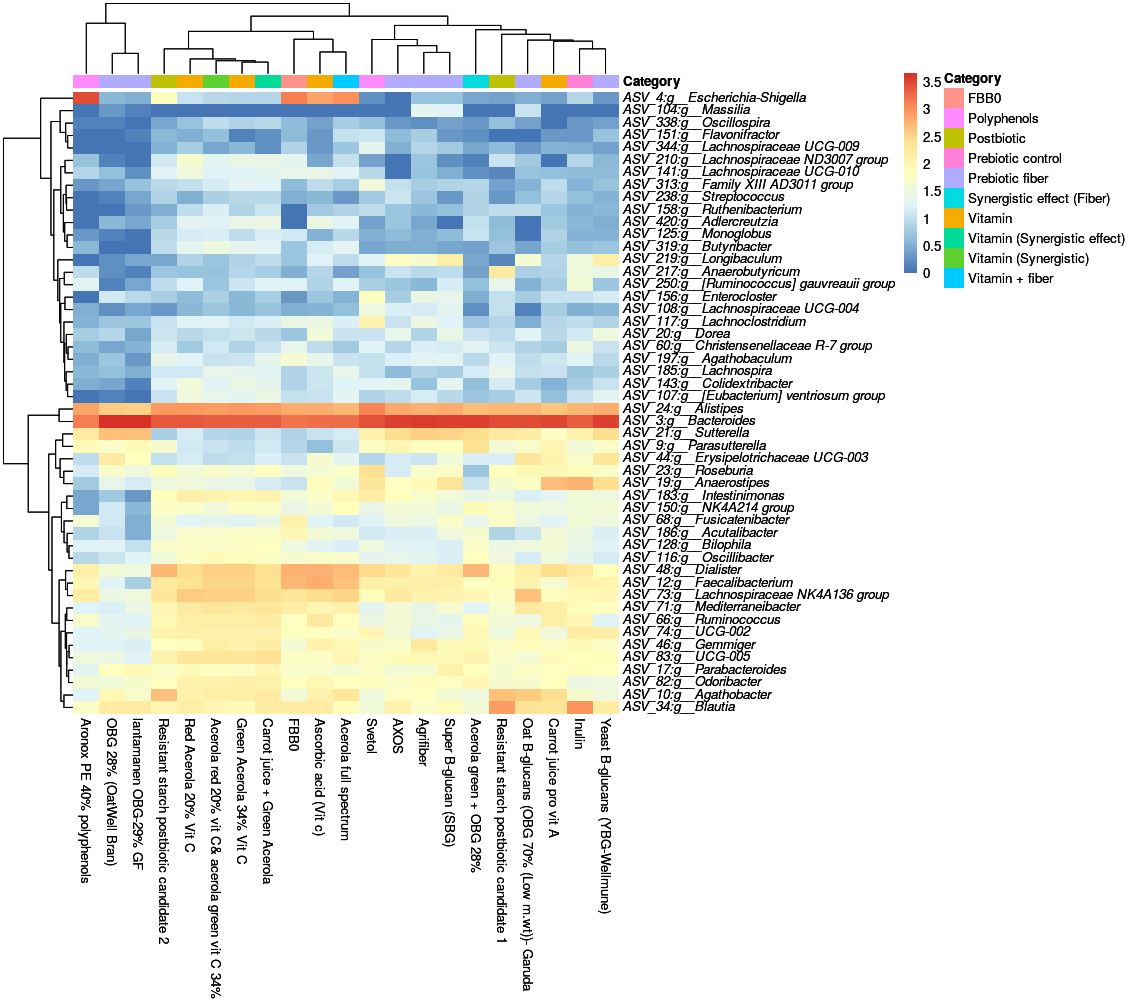 Category
ASV_4:g__Escherichia-Shigella
ASV_104:g__Massilia
ASV_338:g__Oscillospira
ASV_151:g__Flavonifractor
ASV_344:g__Lachnospiraceae UCG-009
ASV_210:g__Lachnospiraceae ND3007 group
ASV_141:g__Lachnospiraceae UCG-010
ASV_313:g__Family XIII AD3011 group
ASV_238:g__Streptococcus
ASV_158:g__Ruthenibacterium
ASV_420:g__Adlercreutzia
ASV_125:g__Monoglobus
ASV_319:g__Butyribacter
ASV_219:g__Longibaculum
ASV_217:g__Anaerobutyricum
ASV_250:g__[Ruminococcus] gauvreauii group
ASV_156:g__Enterocloster
ASV_108:g__Lachnospiraceae UCG-004
ASV_117:g__Lachnoclostridium
ASV_20:g__Dorea
ASV_60:g__Christensenellaceae R-7 group
ASV_197:g__Agathobaculum
ASV_185:g__Lachnospira
ASV_143:g__Colidextribacter
ASV_107:g__[Eubacterium] ventriosum group
ASV_24:g__Alistipes
ASV_3:g__Bacteroides
ASV_21:g__Sutterella
ASV_9:g__Parasutterella
ASV_44:g__Erysipelotrichaceae UCG-003
ASV_23:g__Roseburia
ASV_19:g__Anaerostipes
ASV_183:g__Intestinimonas
ASV_150:g__NK4A214 group
ASV_68:g__Fusicatenibacter
ASV_186:g__Acutalibacter
ASV_128:g__Bilophila
ASV_116:g__Oscillibacter
ASV_48:g__Dialister
ASV_12:g__Faecalibacterium
ASV_73:g__Lachnospiraceae NK4A136 group
ASV_71:g__Mediterraneibacter
ASV_66:g__Ruminococcus
ASV_74:g__UCG-002
ASV_46:g__Gemmiger
ASV_83:g__UCG-005
ASV_17:g__Parabacteroides
ASV_82:g__Odoribacter
ASV_10:g__Agathobacter
ASV_34:g__Blautia
3.5
3
2.5
2
1.5
1
0.5
0
Category
FBB0
Polyphenols
Postbiotic
Prebiotic control
Prebiotic fiber
Synergistic effect (Fiber)
Vitamin
Vitamin (Synergistic effect)
Vitamin (Synergistic)
Vitamin + fiber
Aronox PE 40% polyphenols
OBG 28% (OatWell Bran)
lantamanen OBG-29% GF
Resistant starch postbiotic candidate 2
Red Acerola 20% Vit C
Acerola red 20% vit C& acerola green vit C 34%
Green Acerola 34% Vit C
Carrot juice + Green Acerola
FBB0
Ascorbic acid (Vit c)
Acerola full spectrum
Svetol
AXOS
Agrifiber
Super B-glucan (SBG)
Acerola green + OBG 28%
Resistant starch postbiotic candidate 1
Oat B-glucans (OBG 70% (Low m.wt))- Garuda
Carrot juice pro vit A
Inulin
Yeast B-glucans (YBG-Wellmune)